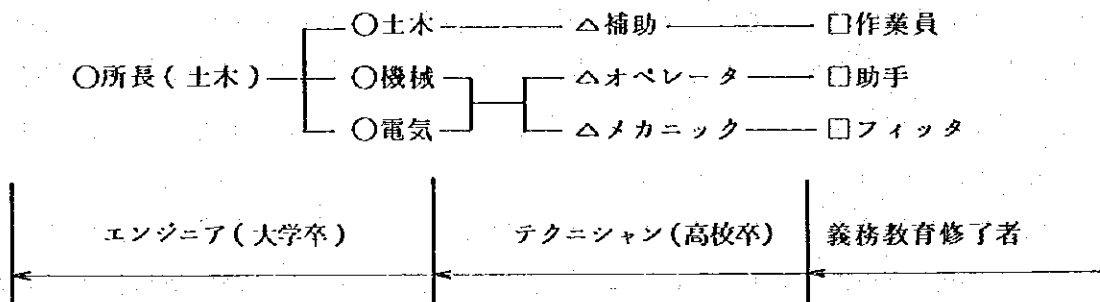 ○土木 △補助 □作業員
○所長(土木) ○機械 △オペレータ □助手
○電気 △メカニック □フィッタ
エンジニア(大学卒) テクニシャン(高校卒) 義務教育修了者